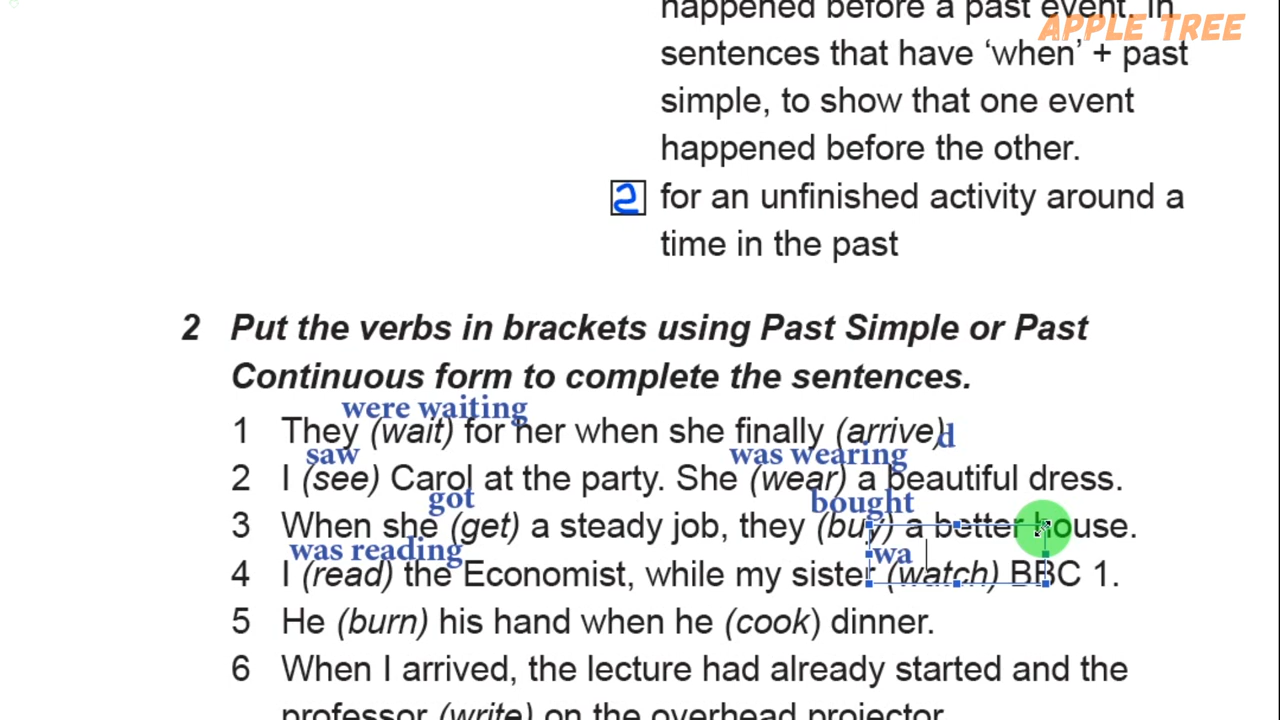 happened before a past event. In
APPLE TREE
sentences that have ‘when’ + past
simple, to show that one event
happened before the other.
2 for an unfinished activity around a
time in the past
2 Put the verbs in brackets using Past Simple or Past
Continuous form to complete the sentences.
were waiting
1 They (wait) for her when she finally (arrive)d
saw was wearing
2 I (see) Carol at the party. She (wear) a beautiful dress.
got bought
3 When she (get) a steady job, they (buy) a better house.
was reading wa
4 I (read) the Economist, while my sister (watch) BBC 1.
5 He (burn) his hand when he (cook) dinner.
6 When I arrived, the lecture had already started and the
professor (write) on the overhead projector.